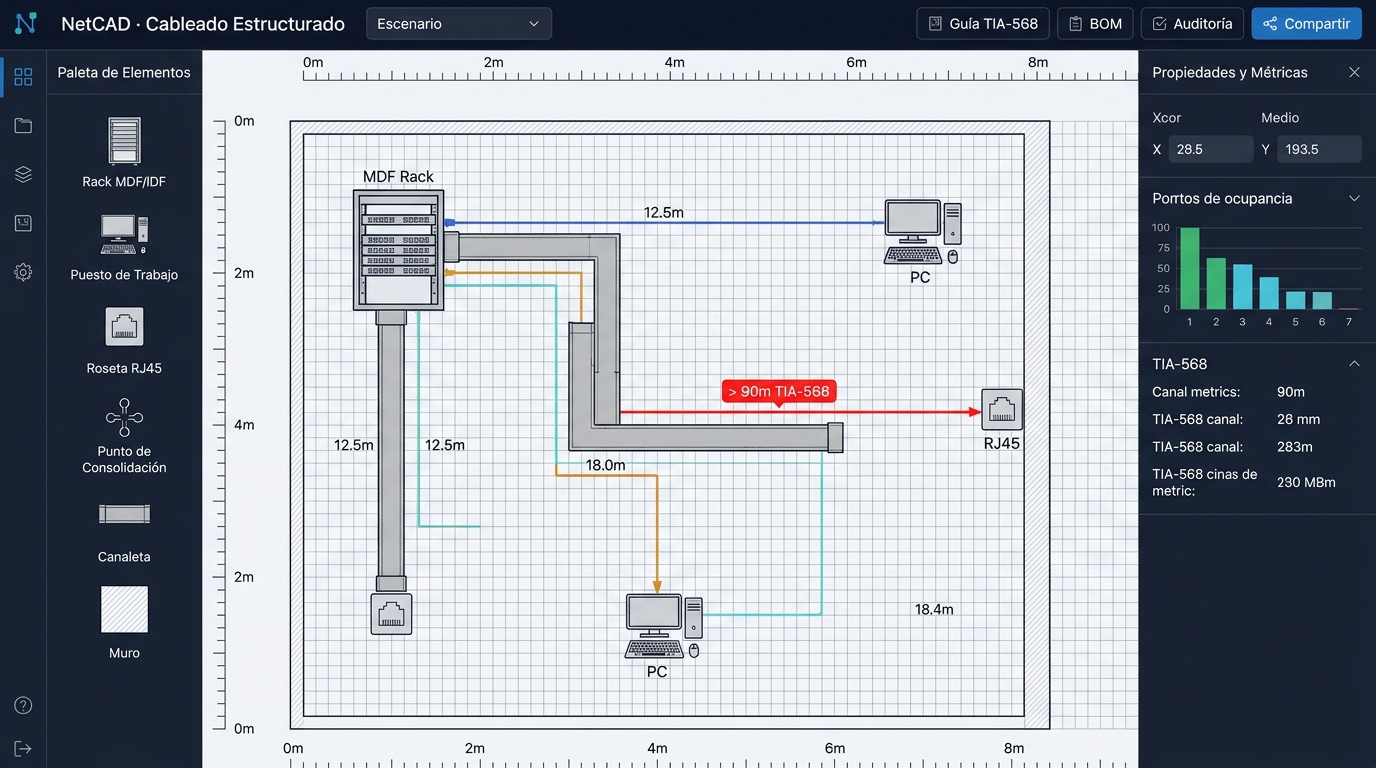 NetCAD · Cableado Estructurado
Escenario
Guía TIA-568
BOM
Auditoría
Compartir
Paleta de Elementos
Rack MDF/IDF
Puesto de Trabajo
Roseta RJ45
Punto de
Consolidación
Canaleta
Muro
0m 2m 4m 6m 8m
0m
2m
4m
2m
0m
MDF Rack
12.5m
PC
> 90m TIA-568
RJ45
12.5m
12.5m
18.0m
18.4m
PC
0m 2m 4m 6m 8m
Propiedades y Métricas
Xcor Medio
X 28.5 Y 193.5
Porrtos de ocupancia
100
75
50
25
0
1 2 3 4 5 6 7
TIA-568
Canal metrics: 90m
TIA-568 canal: 28 mm
TIA-568 canal: 283m
TIA-568 cinas de
metric: 230 MBm